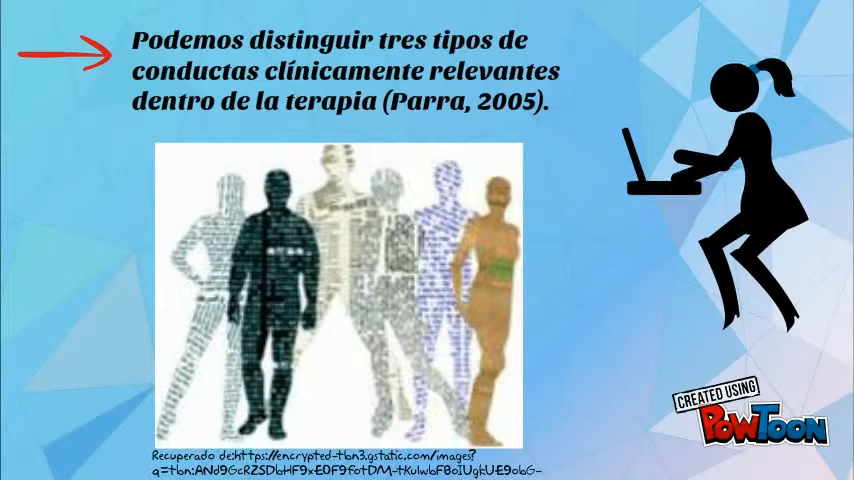 Podemos distinguir tres tipos de
conductas clínicamente relevantes
dentro de la terapia (Parra, 2005).
Recuperado de:https://encrypted-tbn3.gstatic.com/images?
CREATED USING
POWTOON